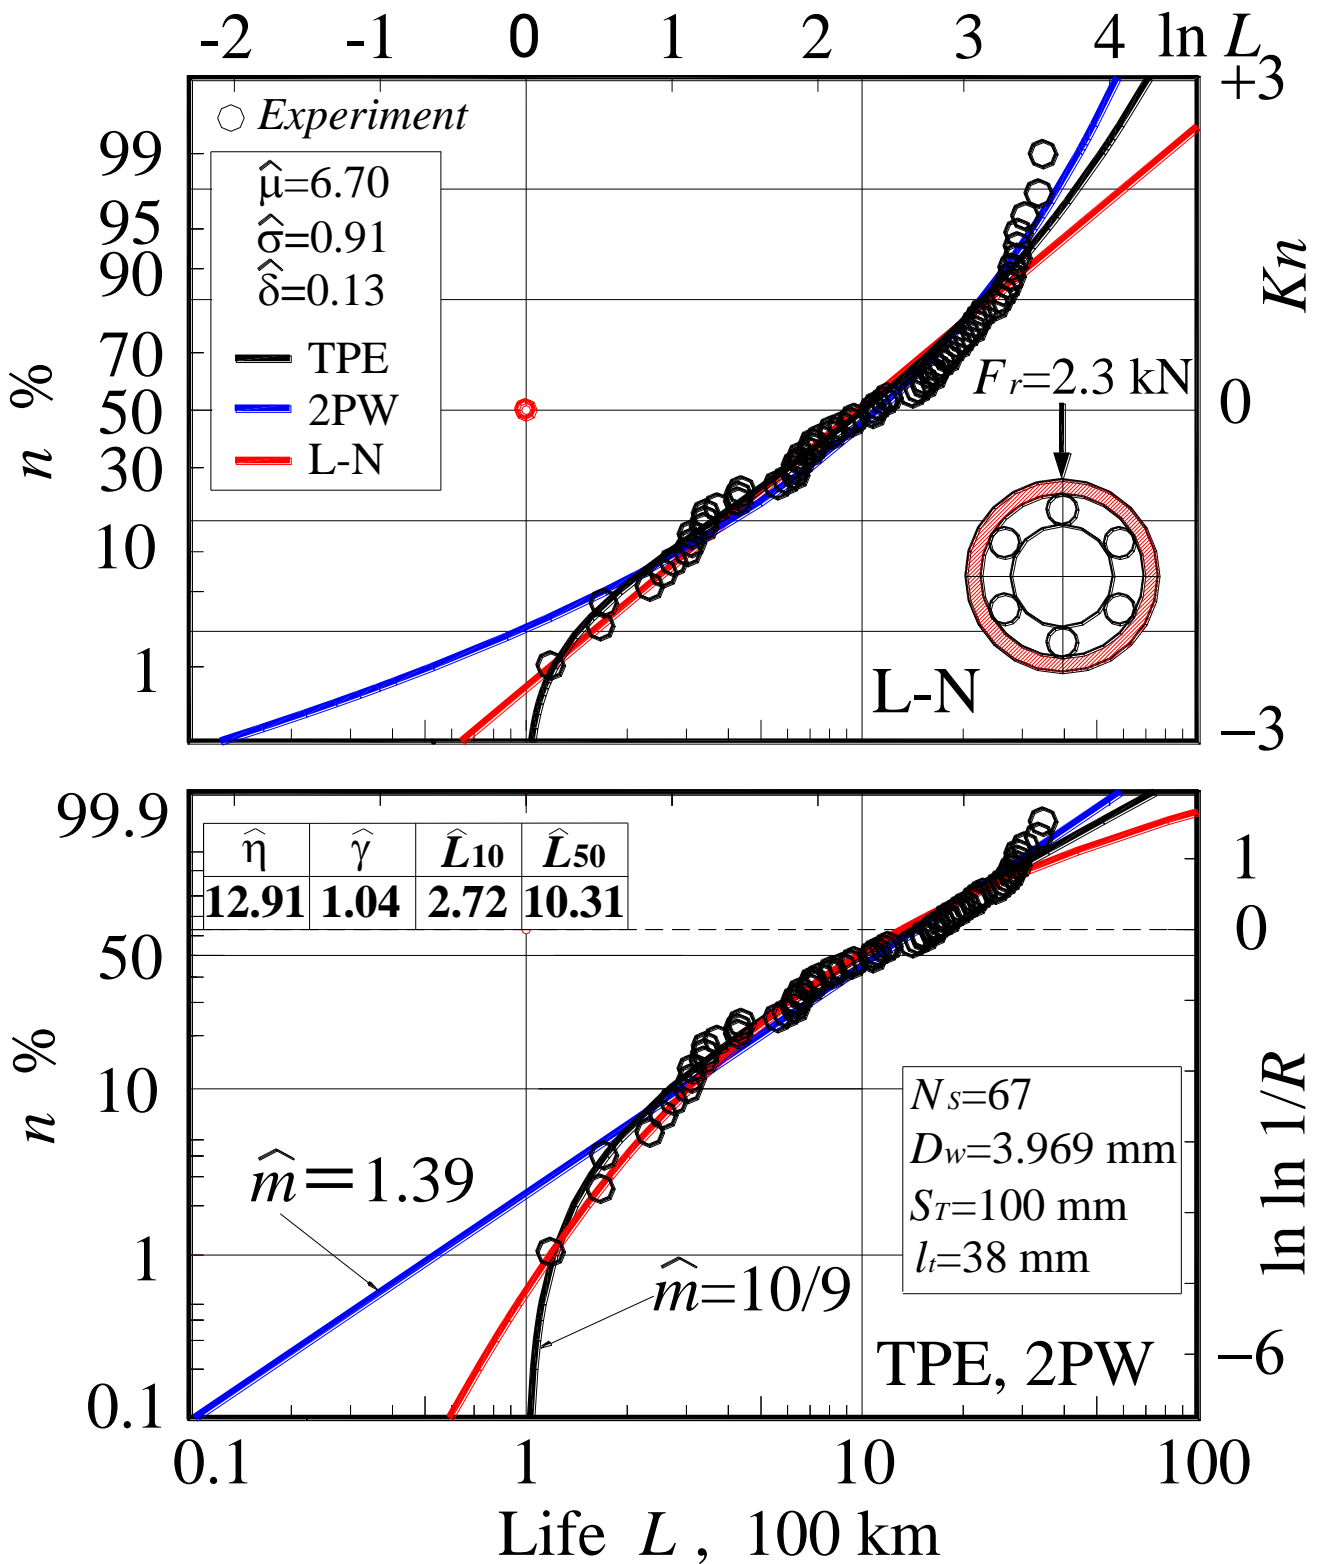 -2 -1 0 1 2 3 4 ln L
Experiment
μ̂=6.70
σ̂=0.91
δ̂=0.13
TPE
2PW
L-N
99
95
90
70
50
30
10
1
n %
+3
0
−3
Kn
Fr=2.3 kN
L-N
99.9
50
10
1
0.1
n %
η̂ γ̂ L̂10 L̂50
12.91 1.04 2.72 10.31
m̂=1.39
m̂=10/9
NS=67
Dw=3.969 mm
ST=100 mm
lt=38 mm
TPE, 2PW
1
0
−6
ln ln 1/R
0.1 1 10 100
Life L , 100 km